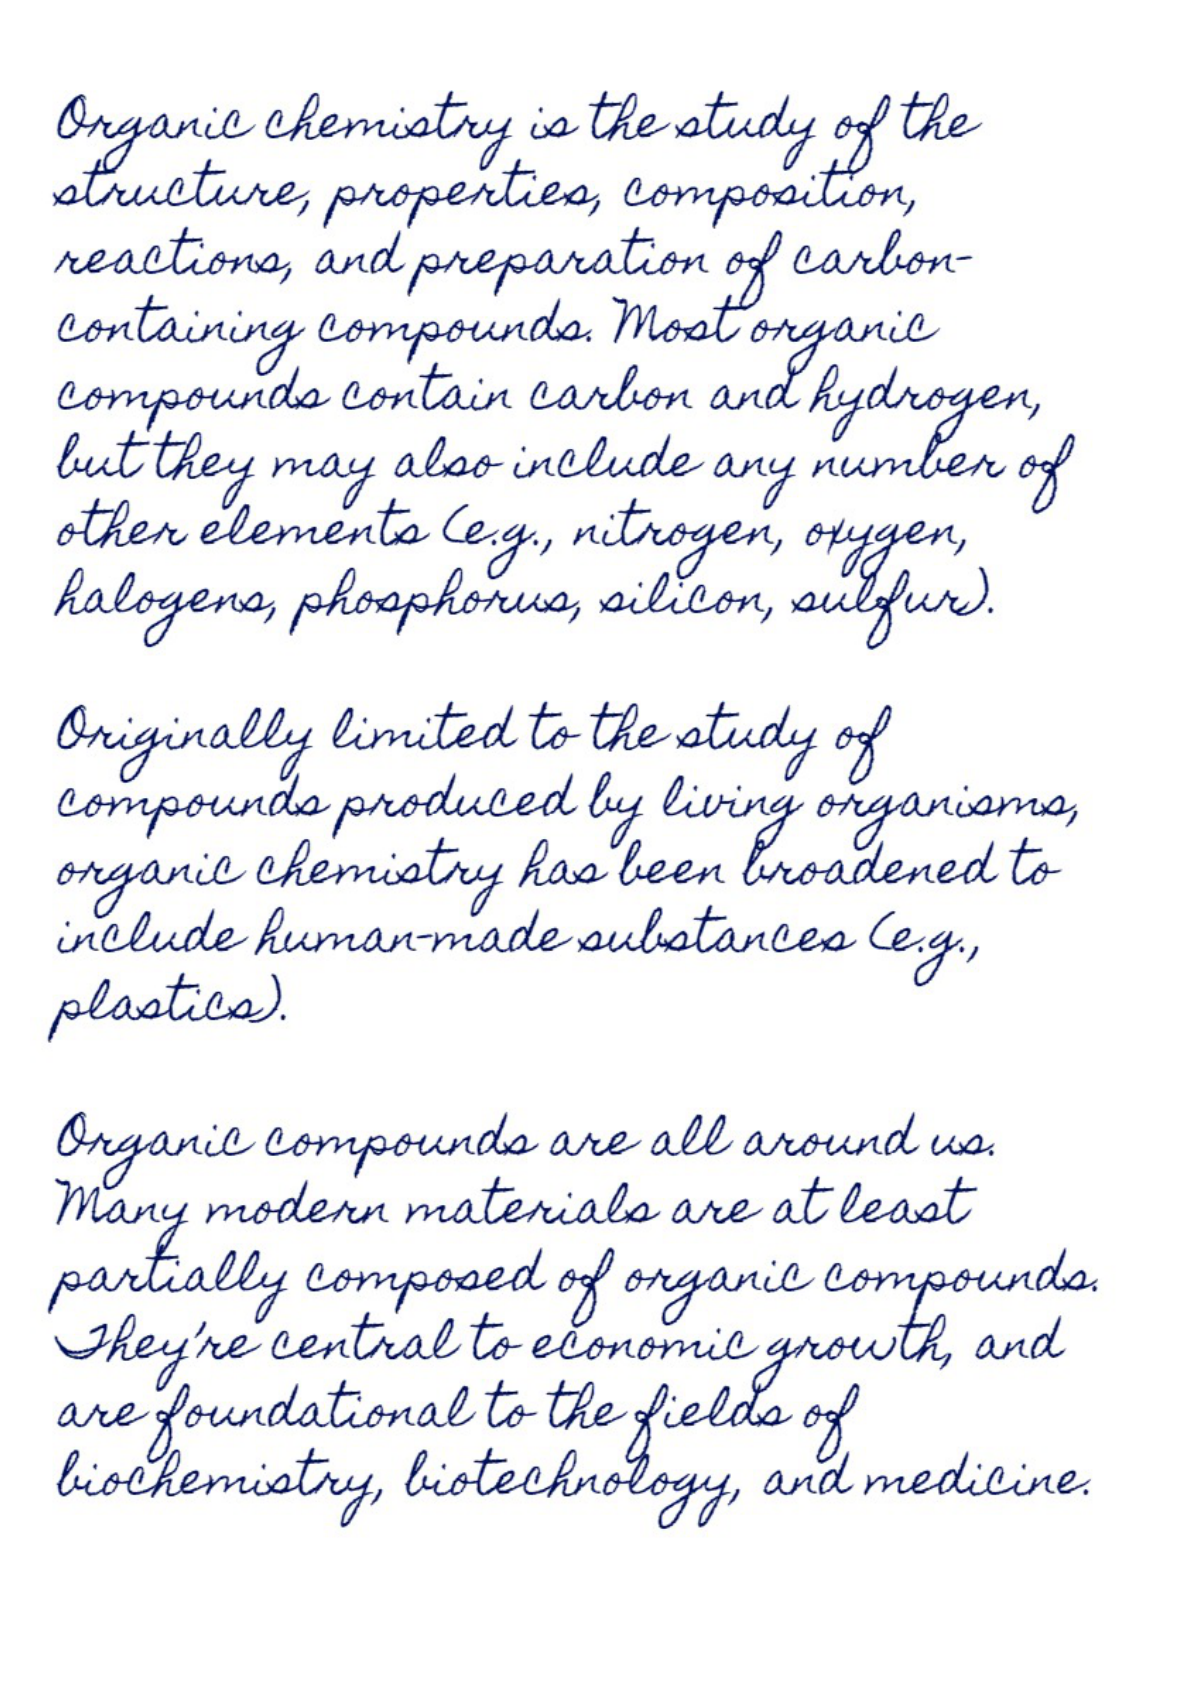 Organic chemistry is the study of the
structure, properties, composition,
reactions, and preparation of carbon-
containing compounds. Most organic
compounds contain carbon and hydrogen,
but they may also include any number of
other elements (e.g., nitrogen, oxygen,
halogens, phosphorus, silicon, sulfur).

Originally limited to the study of
compounds produced by living organisms,
organic chemistry has been broadened to
include human-made substances (e.g.,
plastics).

Organic compounds are all around us.
Many modern materials are at least
partially composed of organic compounds.
They're central to economic growth, and
are foundational to the fields of
biochemistry, biotechnology, and medicine.